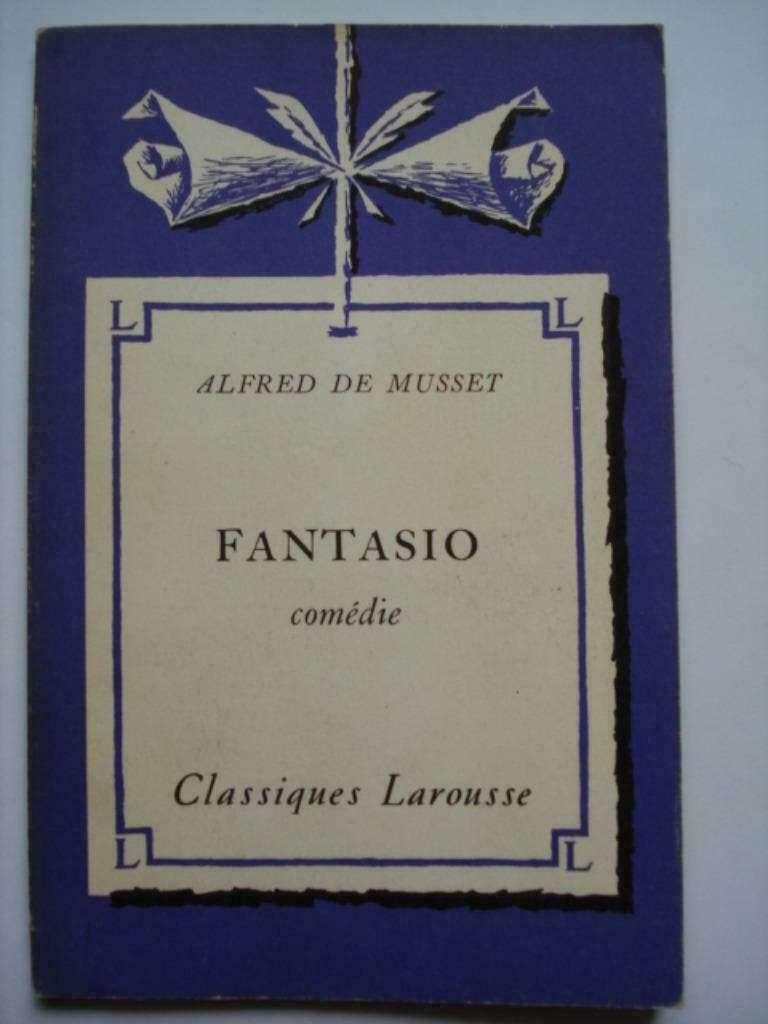 L L
ALFRED DE MUSSET
FANTASIO
comédie
Classiques Larousse
L L